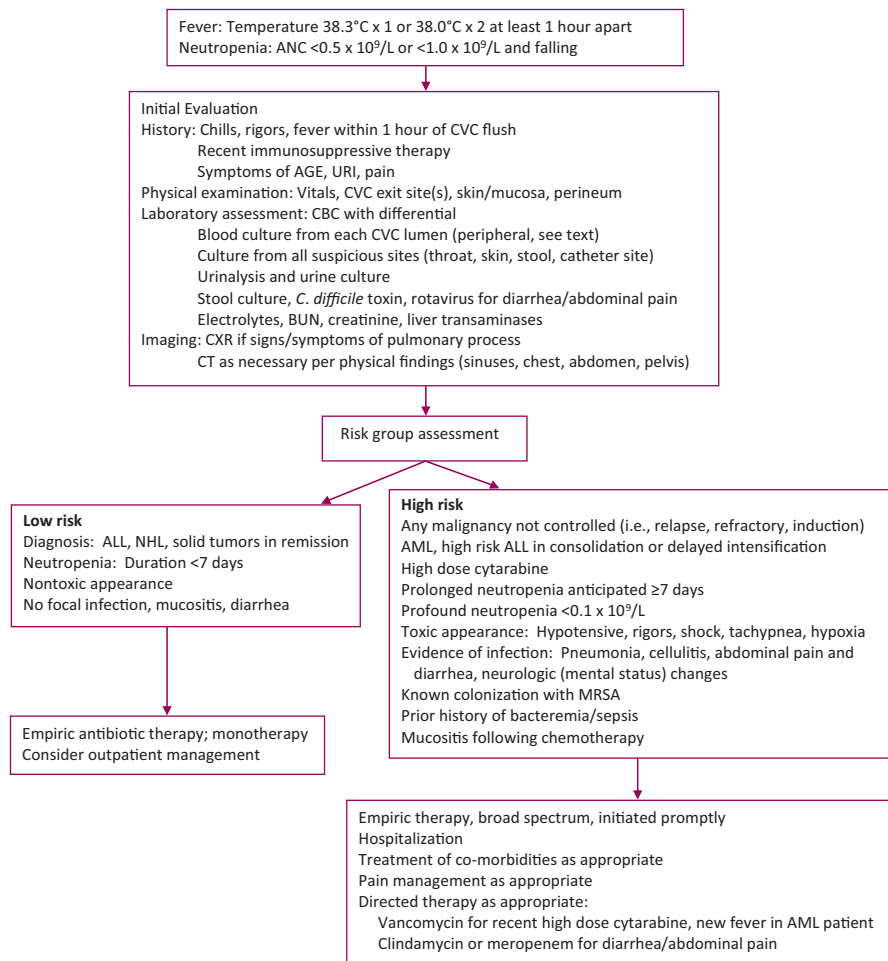 Fever: Temperature 38.3°C x 1 or 38.0°C x 2 at least 1 hour apart
Neutropenia: ANC <0.5 x 10⁹/L or <1.0 x 10⁹/L and falling
Initial Evaluation
History: Chills, rigors, fever within 1 hour of CVC flush
Recent immunosuppressive therapy
Symptoms of AGE, URI, pain
Physical examination: Vitals, CVC exit site(s), skin/mucosa, perineum
Laboratory assessment: CBC with differential
Blood culture from each CVC lumen (peripheral, see text)
Culture from all suspicious sites (throat, skin, stool, catheter site)
Urinalysis and urine culture
Stool culture, C. difficile toxin, rotavirus for diarrhea/abdominal pain
Electrolytes, BUN, creatinine, liver transaminases
Imaging: CXR if signs/symptoms of pulmonary process
CT as necessary per physical findings (sinuses, chest, abdomen, pelvis)
Risk group assessment
Low risk
Diagnosis: ALL, NHL, solid tumors in remission
Neutropenia: Duration <7 days
Nontoxic appearance
No focal infection, mucositis, diarrhea
High risk
Any malignancy not controlled (i.e., relapse, refractory, induction)
AML, high risk ALL in consolidation or delayed intensification
High dose cytarabine
Prolonged neutropenia anticipated ≥7 days
Profound neutropenia <0.1 x 10⁹/L
Toxic appearance: Hypotensive, rigors, shock, tachypnea, hypoxia
Evidence of infection: Pneumonia, cellulitis, abdominal pain and
diarrhea, neurologic (mental status) changes
Known colonization with MRSA
Prior history of bacteremia/sepsis
Mucositis following chemotherapy
Empiric antibiotic therapy; monotherapy
Consider outpatient management
Empiric therapy, broad spectrum, initiated promptly
Hospitalization
Treatment of co-morbidities as appropriate
Pain management as appropriate
Directed therapy as appropriate:
Vancomycin for recent high dose cytarabine, new fever in AML patient
Clindamycin or meropenem for diarrhea/abdominal pain